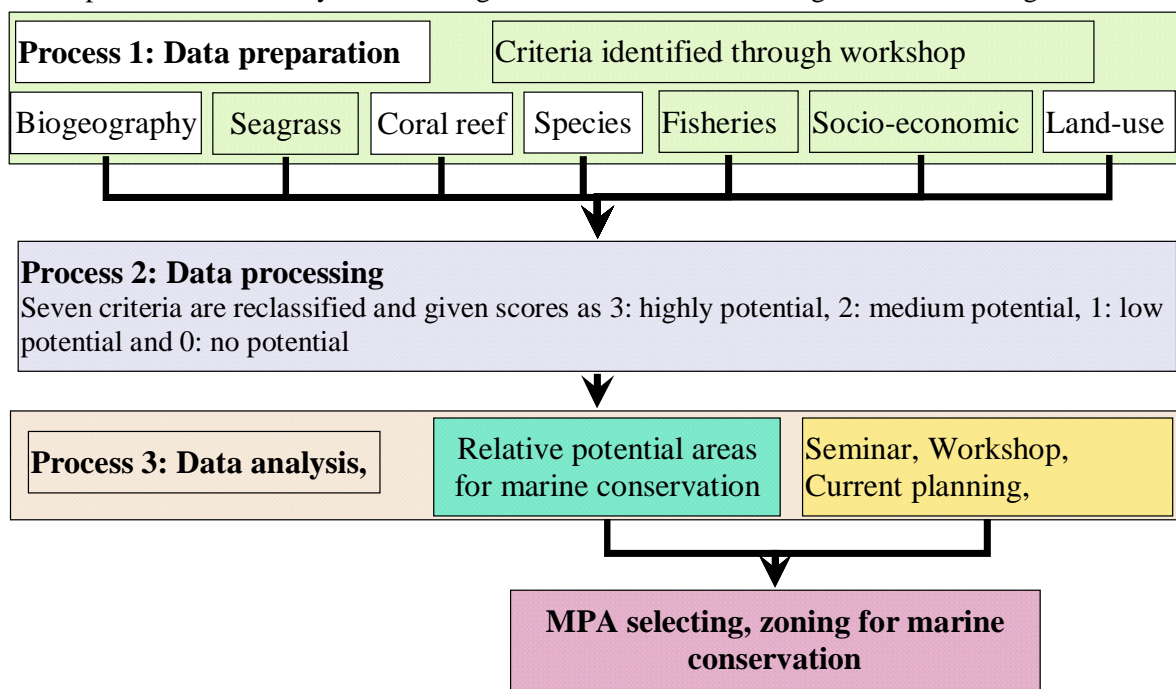 Process 1: Data preparation
Criteria identified through workshop
Biogeography
Seagrass
Coral reef
Species
Fisheries
Socio-economic
Land-use
Process 2: Data processing
Seven criteria are reclassified and given scores as 3: highly potential, 2: medium potential, 1: low
potential and 0: no potential
Process 3: Data analysis,
Relative potential areas
for marine conservation
Seminar, Workshop,
Current planning,
MPA selecting, zoning for marine
conservation